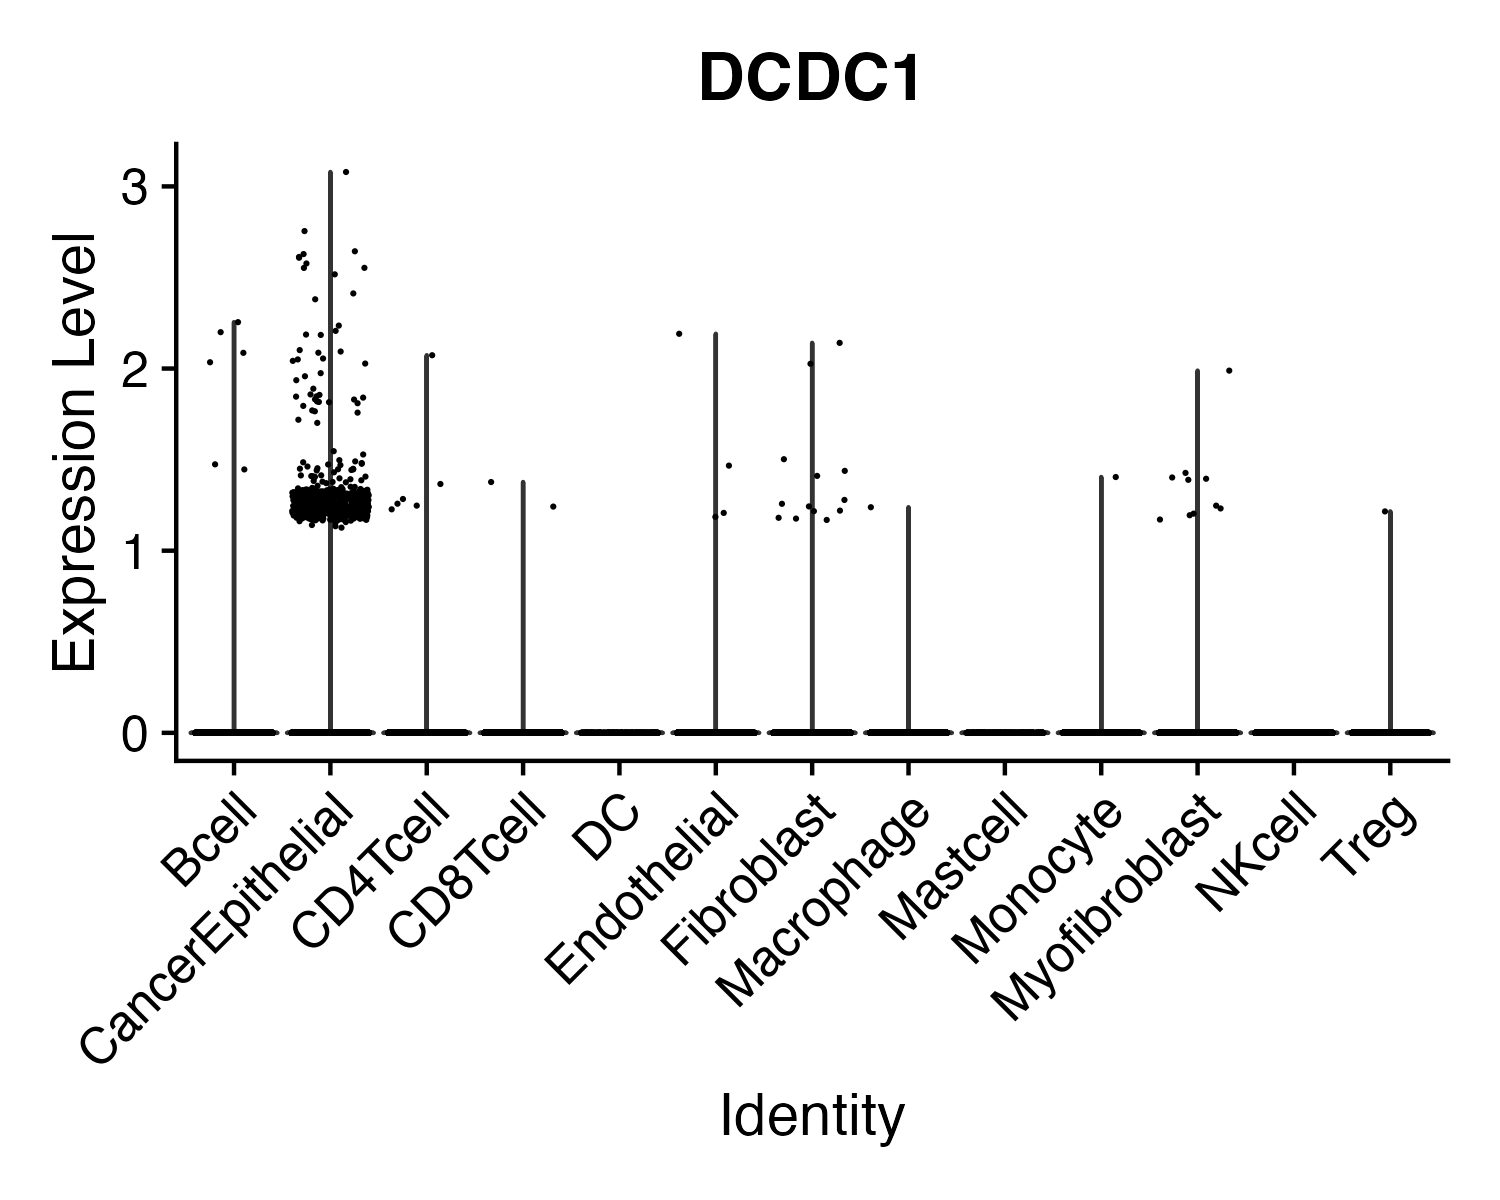 DCDC1
Expression Level
3
2
1
0
Bcell
CancerEpithelial
CD4Tcell
CD8Tcell
DC
Endothelial
Fibroblast
Macrophage
Mastcell
Monocyte
Myofibroblast
NKcell
Treg
Identity